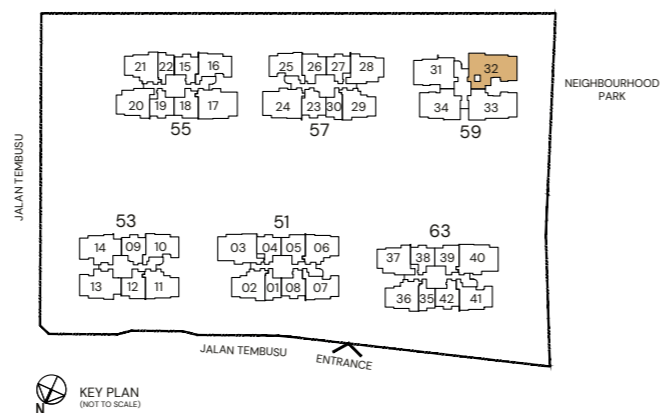 21 22 15 16
20 19 18 17
55
25 26 27 28
24 23 30 29
57
31 32
34 33
59
NEIGHBOURHOOD
PARK
JALAN TEMBUSU
53
14 09 10
13 12 11
51
03 04 05 06
02 01 08 07
63
37 38 39 40
36 35 42 41
JALAN TEMBUSU
ENTRANCE
N
KEY PLAN
(NOT TO SCALE)